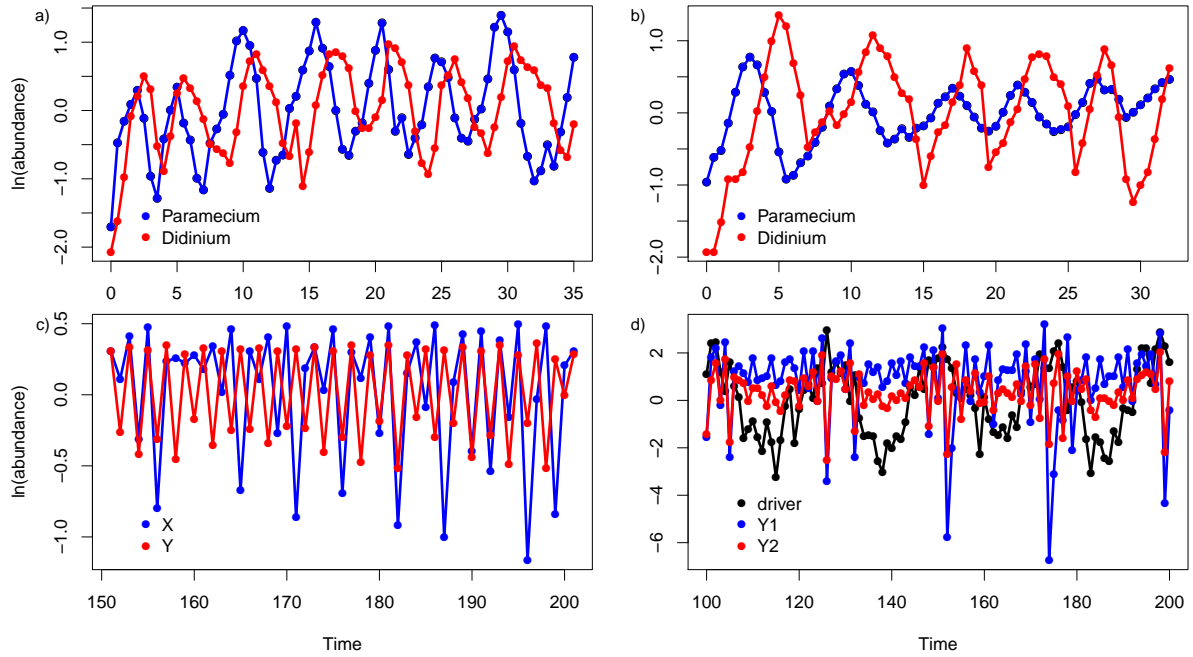 a)
ln(abundance)
1.0
0.0
−1.0
−2.0
Paramecium
Didinium
0 5 10 15 20 25 30 35
b)
1.0
0.0
−1.0
−2.0
Paramecium
Didinium
0 5 10 15 20 25 30
c)
ln(abundance)
0.5
0.0
−0.5
−1.0
X
Y
150 160 170 180 190 200
Time
d)
2
0
−2
−4
−6
driver
Y1
Y2
100 120 140 160 180 200
Time